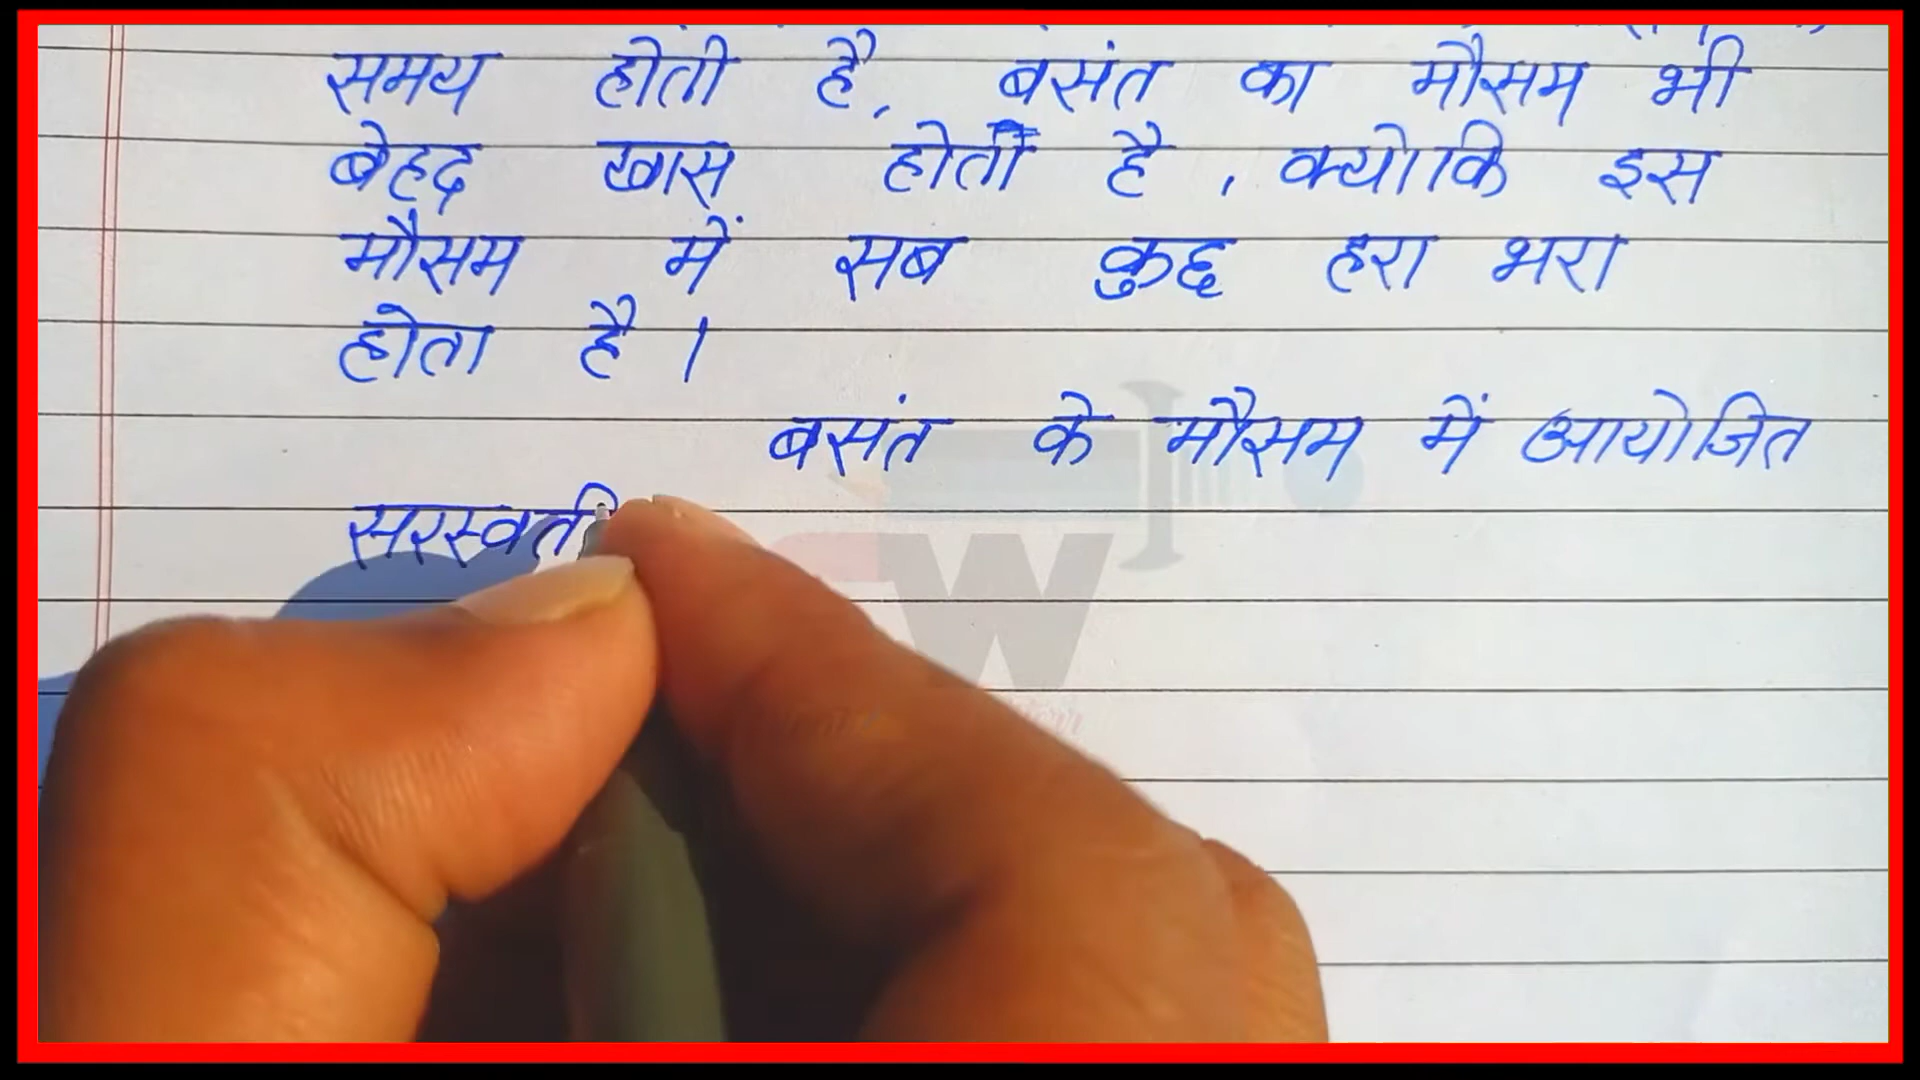 समय होती है, बसंत का मौसम भी
बेहद खास होती है, क्योकि इस
मौसम में सब कुछ हरा भरा
होता है।
बसंत के मौसम में आयोजित
सरस्वती
W